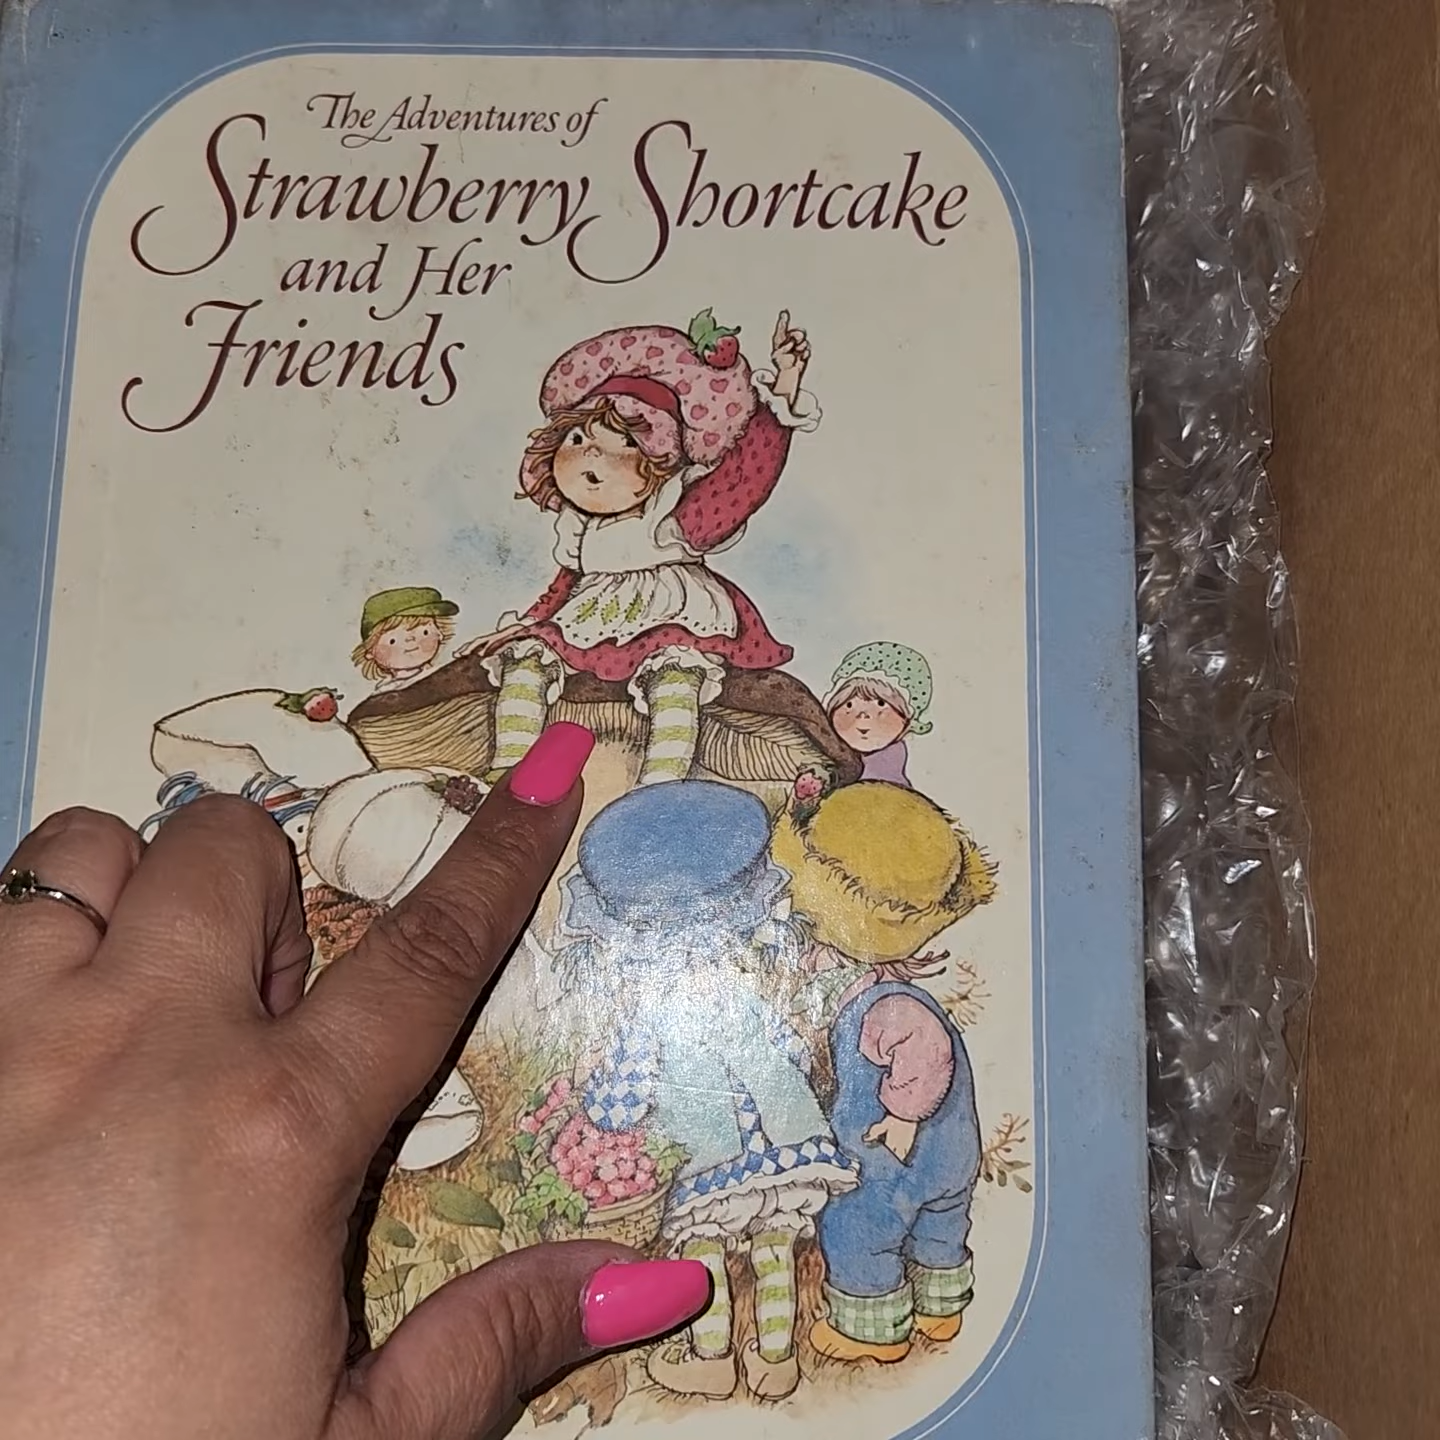 The Adventures of
Strawberry Shortcake
and Her
Friends